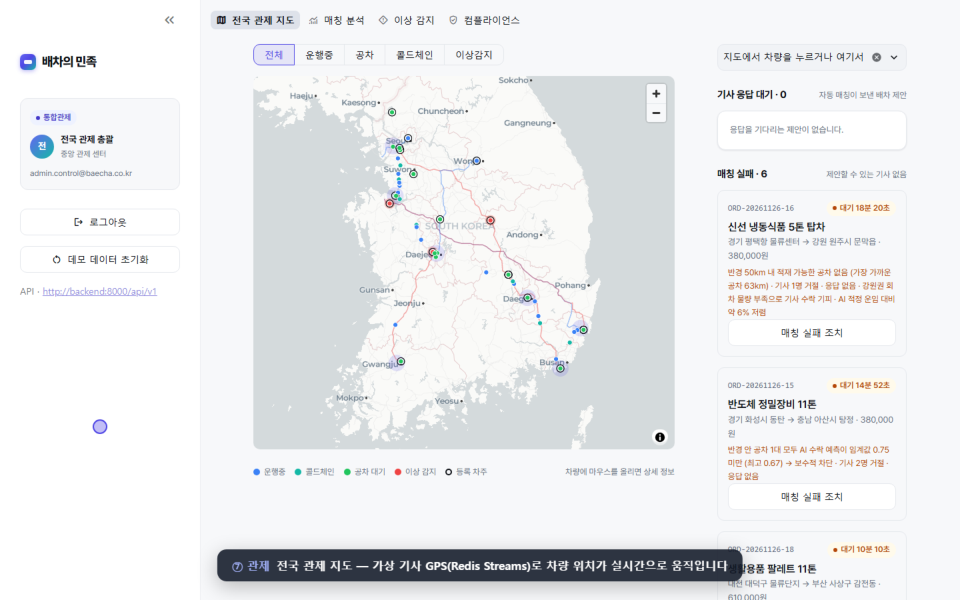 배차의 민족
통합관제
전
전국 관제 총괄
중앙 관제 센터
admin.control@baecha.co.kr
로그아웃
데모 데이터 초기화
API · http://backend:8000/api/v1
전국 관제 지도
매칭 분석
이상 감지
컴플라이언스
전체
운행중
공차
콜드체인
이상감지
Sokcho
Haeju
Kaesong
Chuncheon
Gangneung
Seoul
Suwon
SOUTH KOREA
Andong
Gunsan
Jeonju
Pohang
Gwangju
Busan
Mokpo
Yeosu
운행중
콜드체인
공차 대기
이상 감지
등록 차주
차량에 마우스를 올리면 상세 정보
지도에서 차량을 누르거나 여기서
기사 응답 대기 · 0
자동 매칭이 보낸 배차 제안
응답을 기다리는 제안이 없습니다.
매칭 실패 · 6
제안할 수 있는 기사 없음
ORD-20261126-16
대기 18분 20초
신선 냉동식품 5톤 탑차
경기 평택항 물류센터 → 강원 원주시 문막읍 ·
380,000원
반경 50km 내 적재 가능한 공차 없음 (가장 가까운
공차 63km) · 기사 1명 거절 · 응답 없음 · 강원권 회
차 물량 부족으로 기사 수락 기피 · AI 적정 운임 대비
약 6% 저렴
매칭 실패 조치
ORD-20261126-15
대기 14분 52초
반도체 정밀장비 11톤
경기 화성시 동탄 → 충남 아산시 탕정 · 380,000
원
반경 안 공차 1대 모두 AI 수락 예측이 임계값 0.75
미만 (최고 0.67) → 보수적 차단 · 기사 2명 거절 ·
응답 없음
매칭 실패 조치
ORD-20261126-18
대기 10분 10초
생활용품 팔레트 11톤
대전 대덕구 물류단지 → 부산 사상구 감전동 ·
610,000원
⑦ 관제 전국 관제 지도 — 가상 기사 GPS(Redis Streams)로 차량 위치가 실시간으로 움직입니다